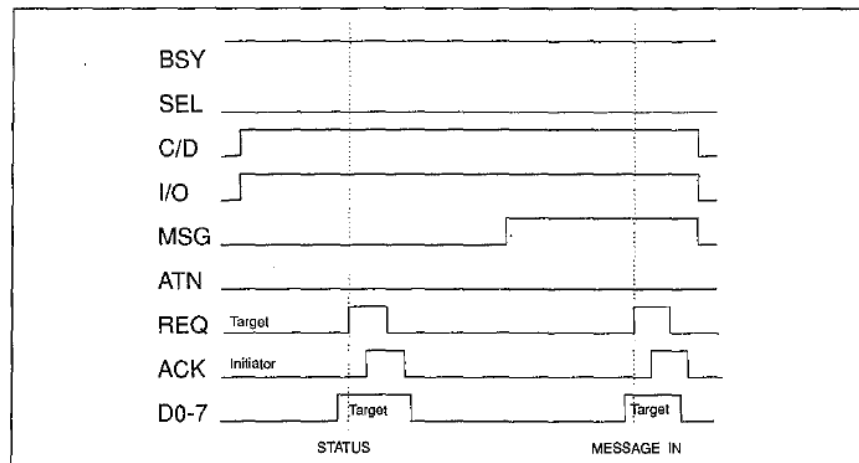 BSY
SEL
C/D
I/O
MSG
ATN
REQ Target
ACK Initiator
D0-7 Target Target
STATUS MESSAGE IN